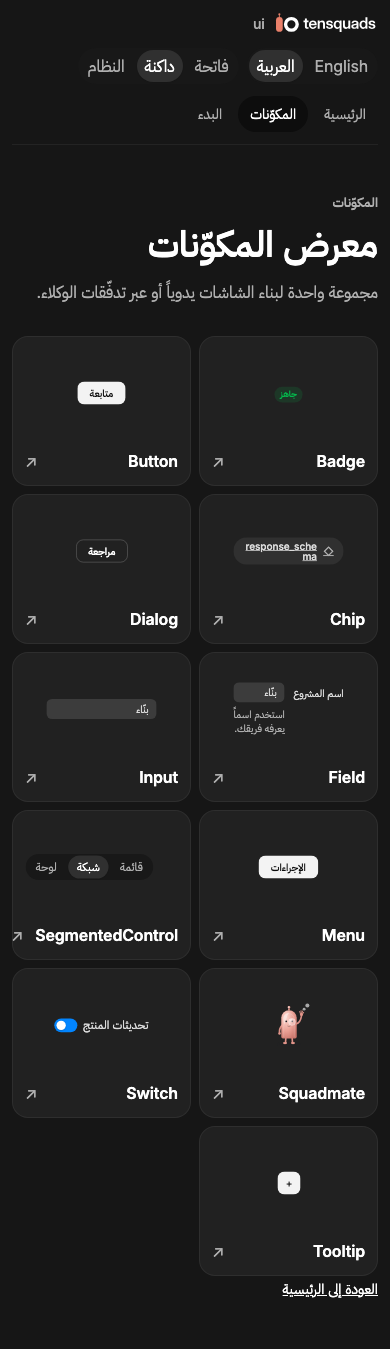 tensquads ui
English العربية فاتحة داكنة النظام
الرئيسية المكوّنات البدء
المكوّنات
معرض المكوّنات
مجموعة واحدة لبناء الشاشات يدوياً أو عبر تدفّقات الوكلاء.
جاهز
Badge
متابعة
Button
response_sche
ma
Chip
مراجعة
Dialog
اسم المشروع
بنّاء
استخدم اسماً
يعرفه فريقك.
Field
بنّاء
Input
الإجراءات
Menu
قائمة شبكة لوحة
SegmentedControl
Squadmate
تحديثات المنتج
Switch
+
Tooltip
العودة إلى الرئيسية